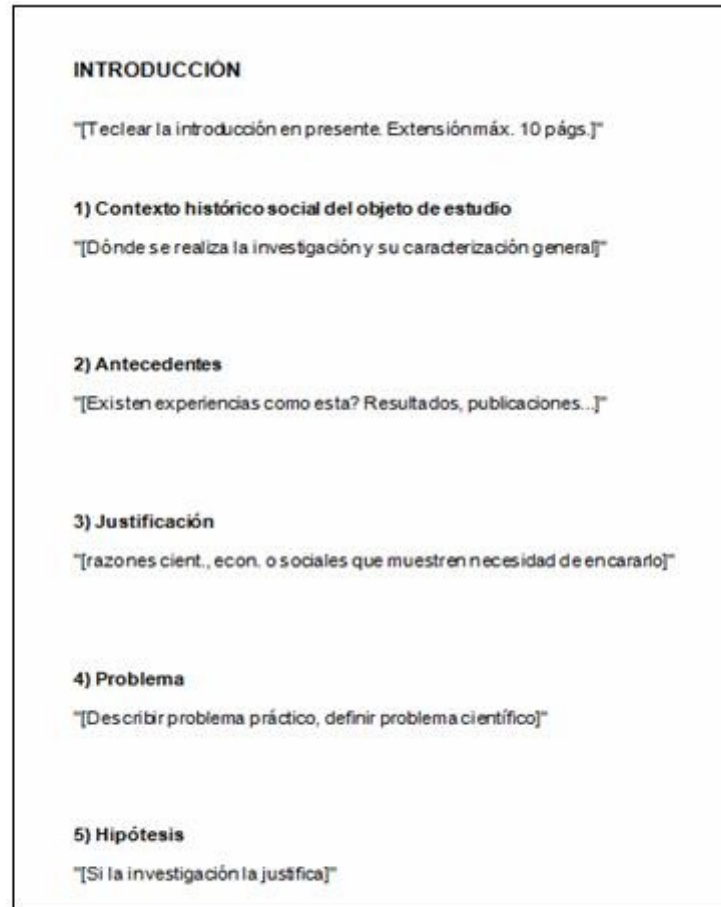 INTRODUCCIÓN
"[Teclear la introducción en presente. Extensión máx. 10 págs.]"
1) Contexto histórico social del objeto de estudio
"[Dónde se realiza la investigación y su caracterización general]"
2) Antecedentes
"[Existen experiencias como esta? Resultados, publicaciones...]"
3) Justificación
"[razones cient., econ. o sociales que muestren necesidad de encararlo]"
4) Problema
"[Describir problema práctico, definir problema científico]"
5) Hipótesis
"[Si la investigación la justifica]"